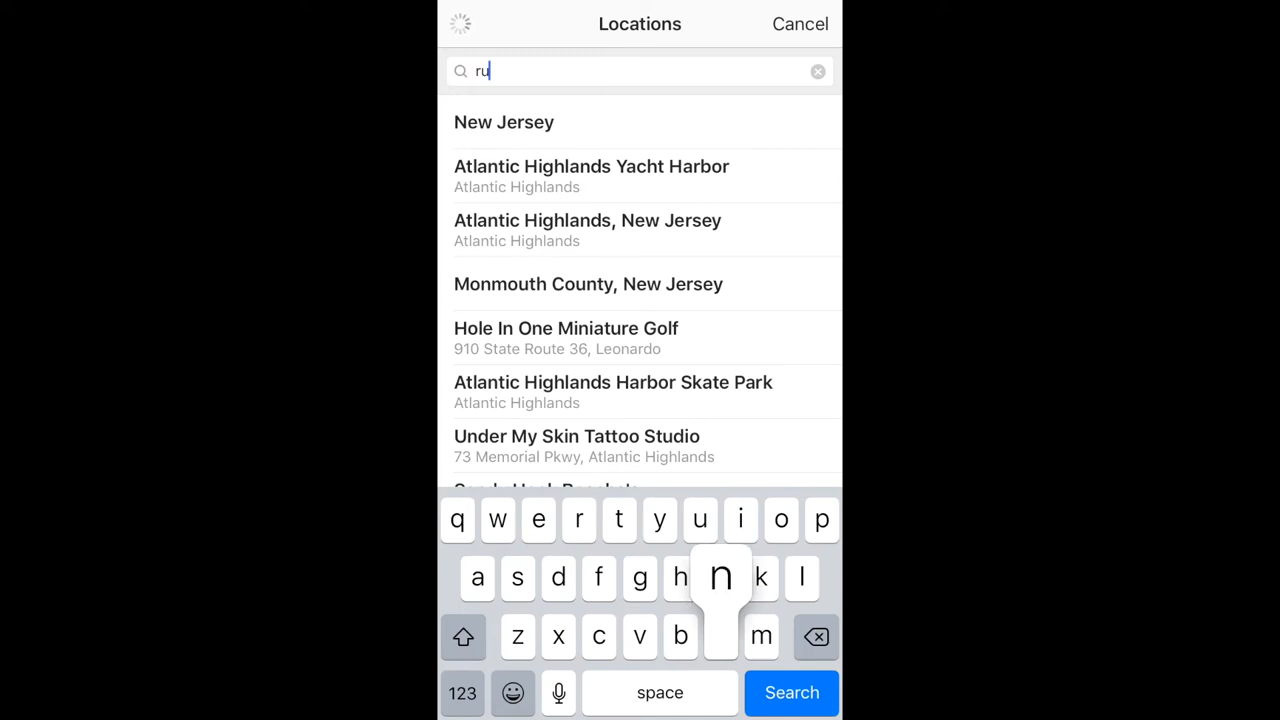 Locations
Cancel
ru
New Jersey
Atlantic Highlands Yacht Harbor
Atlantic Highlands
Atlantic Highlands, New Jersey
Atlantic Highlands
Monmouth County, New Jersey
Hole In One Miniature Golf
910 State Route 36, Leonardo
Atlantic Highlands Harbor Skate Park
Atlantic Highlands
Under My Skin Tattoo Studio
73 Memorial Pkwy, Atlantic Highlands
q w e r t y u i o p
a s d f g h n k l
z x c v b m
123 space Search